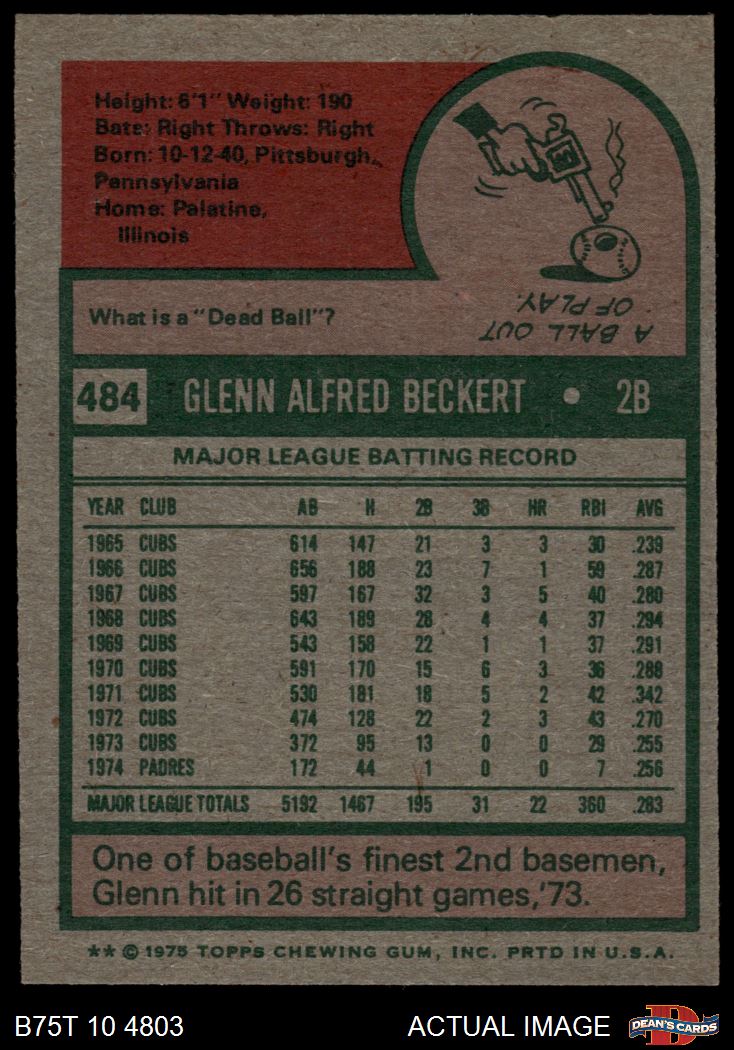 Height: 6'1" Weight: 190
Bats: Right Throws: Right
Born: 10-12-40, Pittsburgh,
Pennsylvania
Home: Palatine,
Illinois
What is a "Dead Ball"?
A BALL OUT
OF PLAY.
484 GLENN ALFRED BECKERT • 2B
MAJOR LEAGUE BATTING RECORD
YEAR CLUB AB H 2B 3B HR RBI AVG
1965 CUBS 614 147 21 3 3 30 .239
1966 CUBS 656 188 23 7 1 59 .287
1967 CUBS 597 167 32 3 5 40 .280
1968 CUBS 643 189 28 4 4 37 .294
1969 CUBS 543 158 22 1 1 37 .291
1970 CUBS 591 170 15 6 3 36 .288
1971 CUBS 530 181 18 5 2 42 .342
1972 CUBS 474 128 22 2 3 43 .270
1973 CUBS 372 95 13 0 0 29 .255
1974 PADRES 172 44 1 0 0 7 .256
MAJOR LEAGUE TOTALS 5192 1467 195 31 22 360 .283
One of baseball's finest 2nd basemen,
Glenn hit in 26 straight games,'73.
** © 1975 TOPPS CHEWING GUM, INC. PRTD IN U.S.A.
B75T 10 4803 ACTUAL IMAGE D DEAN'S CARDS